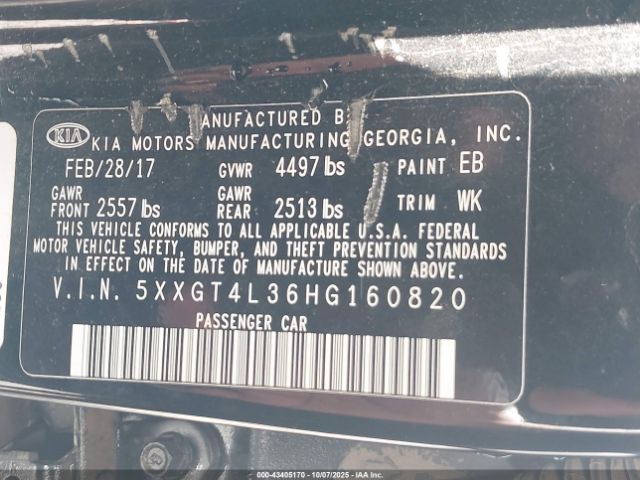 MANUFACTURED BY
KIA KIA MOTORS MANUFACTURING GEORGIA, INC.
FEB/28/17 GVWR 4497 lbs PAINT EB
GAWR FRONT 2557 lbs GAWR REAR 2513 lbs TRIM WK
THIS VEHICLE CONFORMS TO ALL APPLICABLE U.S.A. FEDERAL
MOTOR VEHICLE SAFETY, BUMPER, AND THEFT PREVENTION STANDARDS
IN EFFECT ON THE DATE OF MANUFACTURE SHOWN ABOVE.
V.I.N. 5XXGT4L36HG160820
PASSENGER CAR
000-43405170 - 10/07/2025 - IAAI.COM